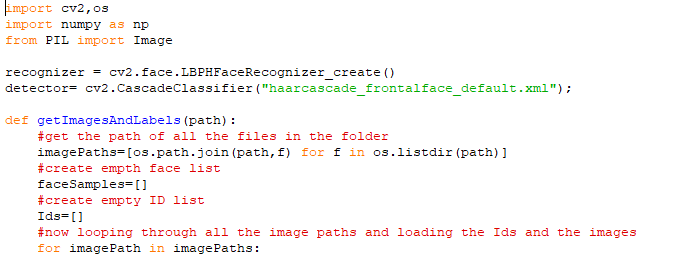 import cv2,os
import numpy as np
from PIL import Image
recognizer = cv2.face.LBPHFaceRecognizer_create()
detector= cv2.CascadeClassifier("haarcascade_frontalface_default.xml");
def getImagesAndLabels(path):
    #get the path of all the files in the folder
    imagePaths=[os.path.join(path,f) for f in os.listdir(path)]
    #create empth face list
    faceSamples=[]
    #create empty ID list
    Ids=[]
    #now looping through all the image paths and loading the Ids and the images
    for imagePath in imagePaths: